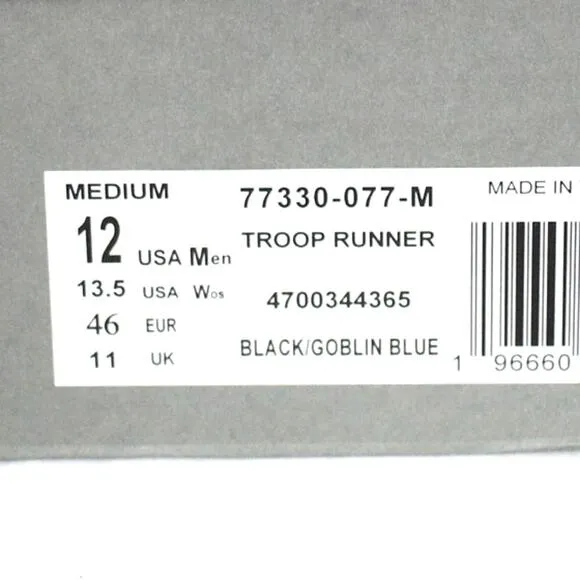 MEDIUM 77330-077-M MADE IN
12 USA Men TROOP RUNNER
13.5 USA Wos 4700344365
46 EUR BLACK/GOBLIN BLUE
11 UK 1 96660